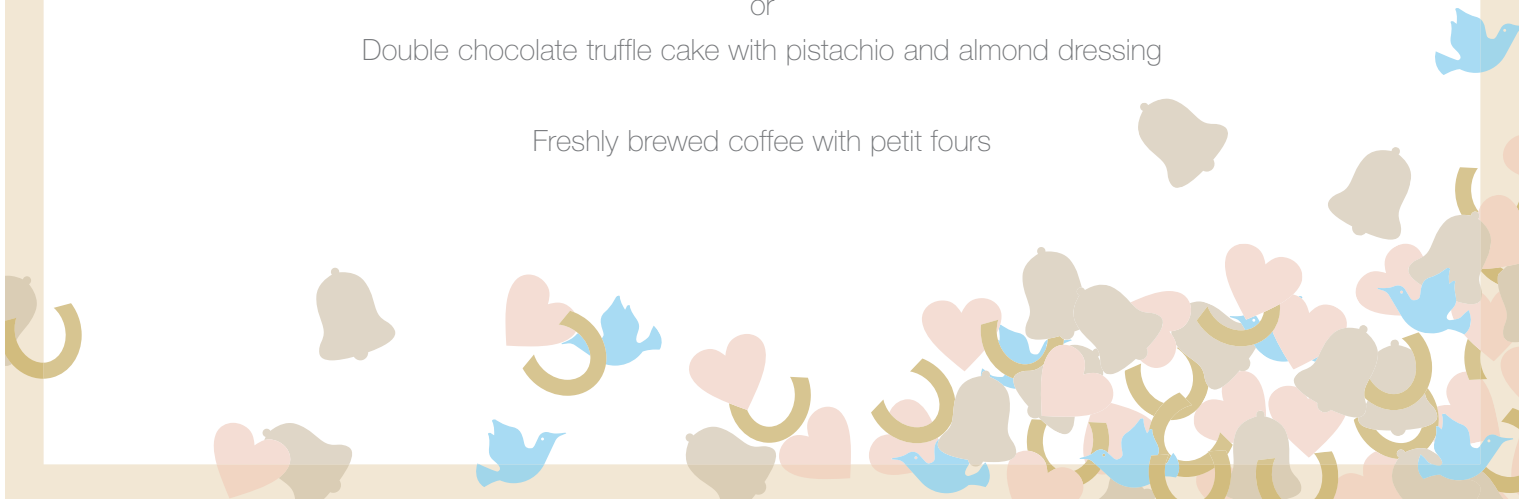 or
Double chocolate truffle cake with pistachio and almond dressing
Freshly brewed coffee with petit fours